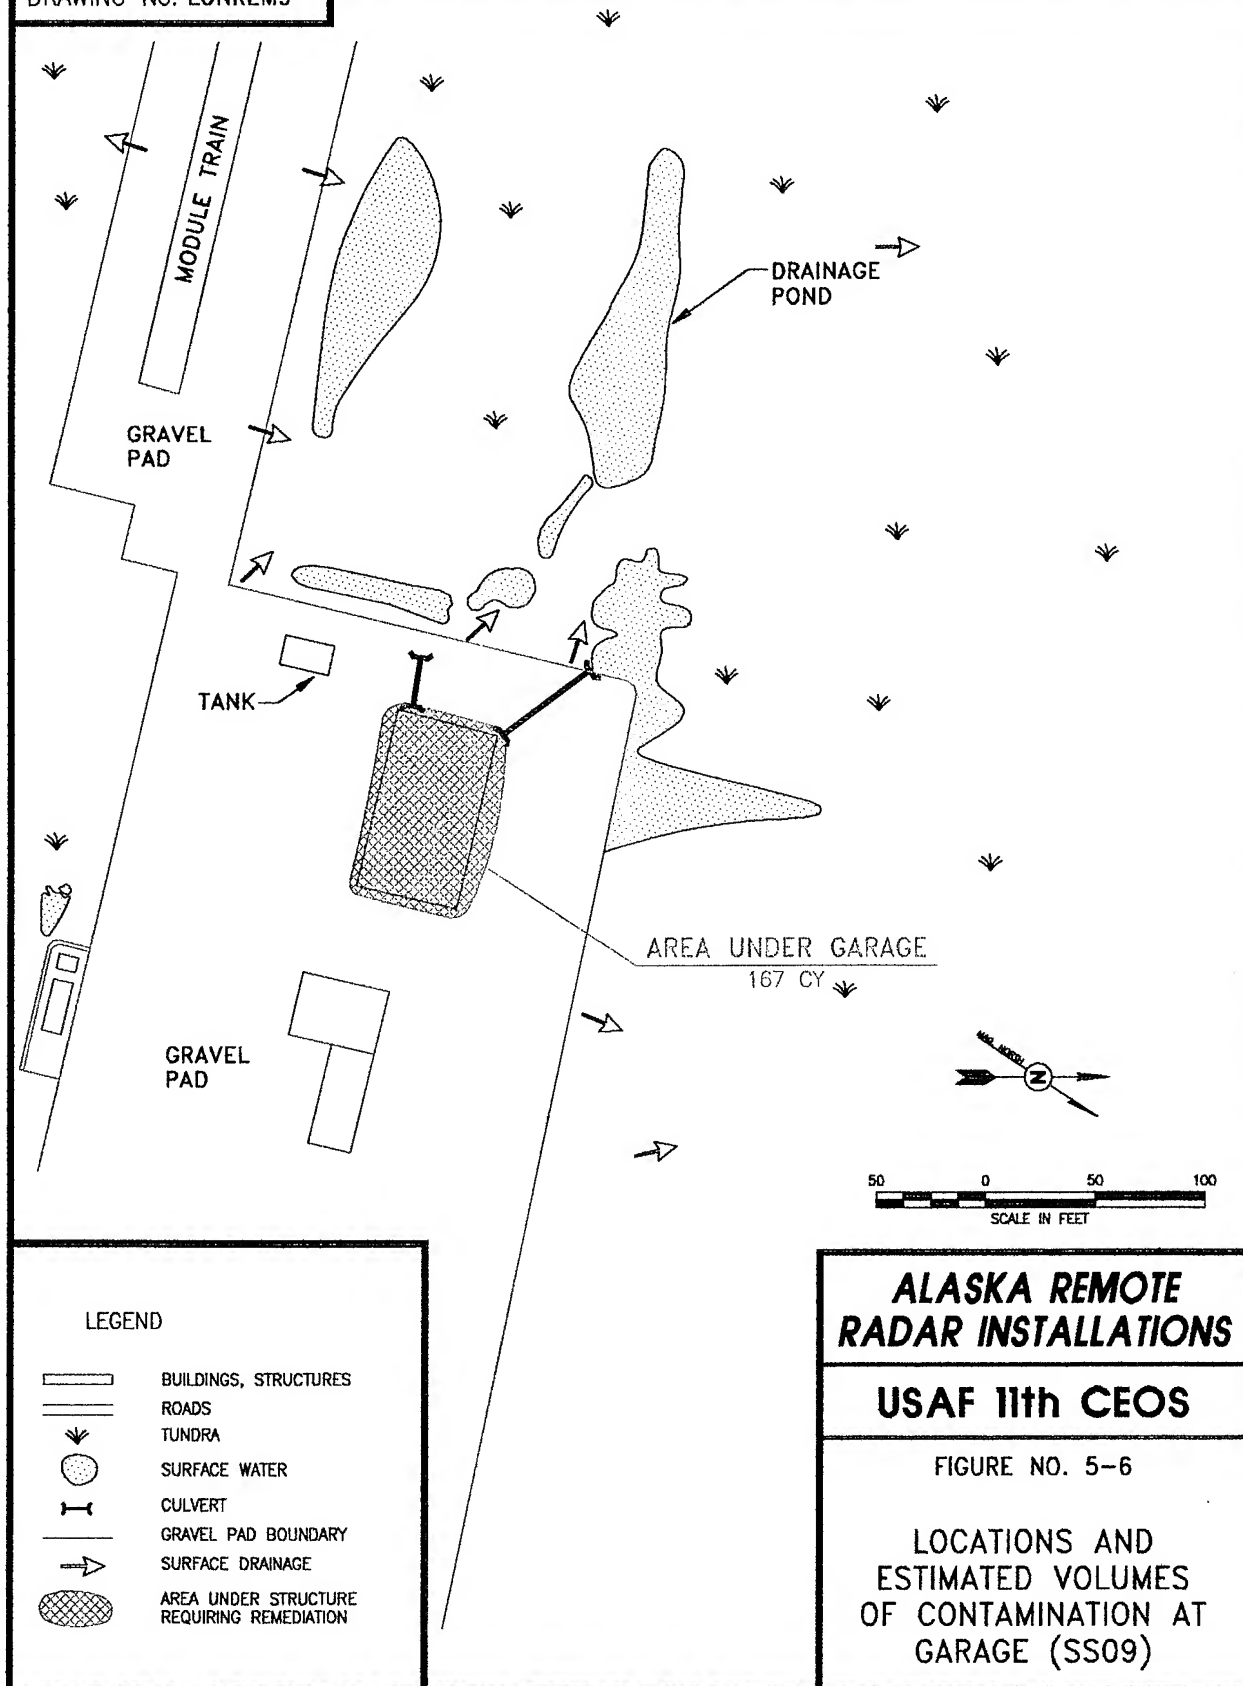 DRAWING NO. LONREM5
MODULE TRAIN
DRAINAGE
POND
GRAVEL
PAD
TANK
AREA UNDER GARAGE
167 CY
GRAVEL
PAD
MAG NORTH
N
50 0 50 100
SCALE IN FEET
LEGEND
BUILDINGS, STRUCTURES
ROADS
TUNDRA
SURFACE WATER
CULVERT
GRAVEL PAD BOUNDARY
SURFACE DRAINAGE
AREA UNDER STRUCTURE
REQUIRING REMEDIATION
ALASKA REMOTE
RADAR INSTALLATIONS
USAF 11th CEOS
FIGURE NO. 5-6
LOCATIONS AND
ESTIMATED VOLUMES
OF CONTAMINATION AT
GARAGE (SS09)